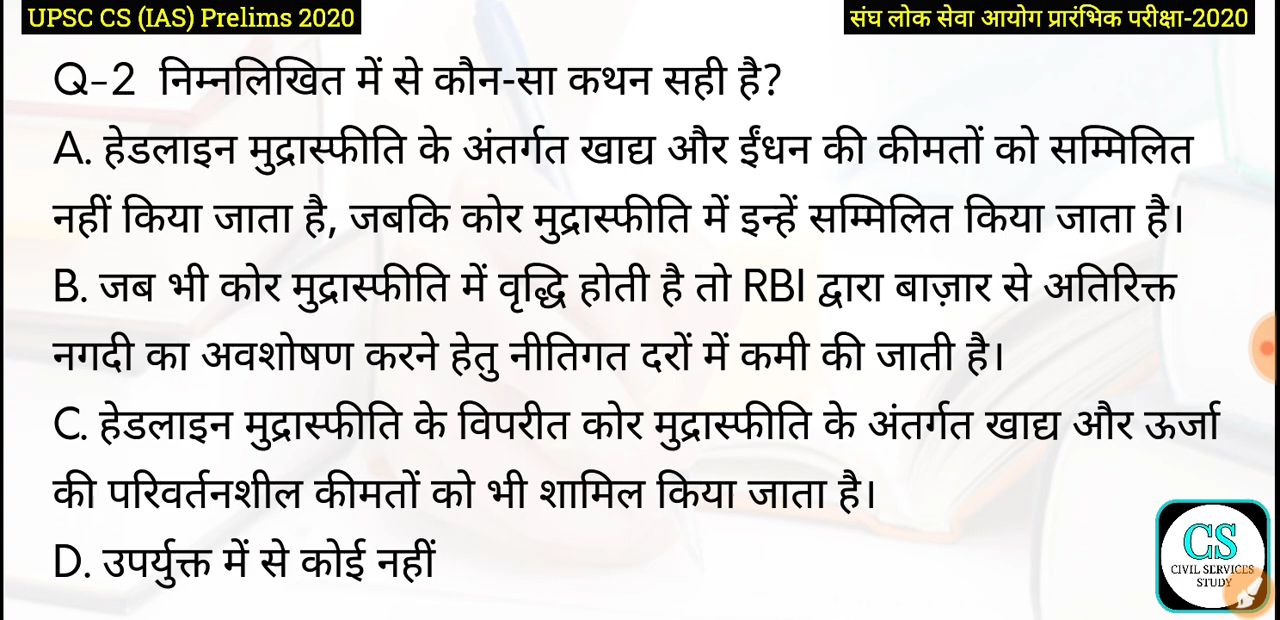 UPSC CS (IAS) Prelims 2020
संघ लोक सेवा आयोग प्रारंभिक परीक्षा-2020
Q-2 निम्नलिखित में से कौन-सा कथन सही है?
A. हेडलाइन मुद्रास्फीति के अंतर्गत खाद्य और ईंधन की कीमतों को सम्मिलित
नहीं किया जाता है, जबकि कोर मुद्रास्फीति में इन्हें सम्मिलित किया जाता है।
B. जब भी कोर मुद्रास्फीति में वृद्धि होती है तो RBI द्वारा बाज़ार से अतिरिक्त
नगदी का अवशोषण करने हेतु नीतिगत दरों में कमी की जाती है।
C. हेडलाइन मुद्रास्फीति के विपरीत कोर मुद्रास्फीति के अंतर्गत खाद्य और ऊर्जा
की परिवर्तनशील कीमतों को भी शामिल किया जाता है।
D. उपर्युक्त में से कोई नहीं
CS
CIVIL SERVICES
STUDY